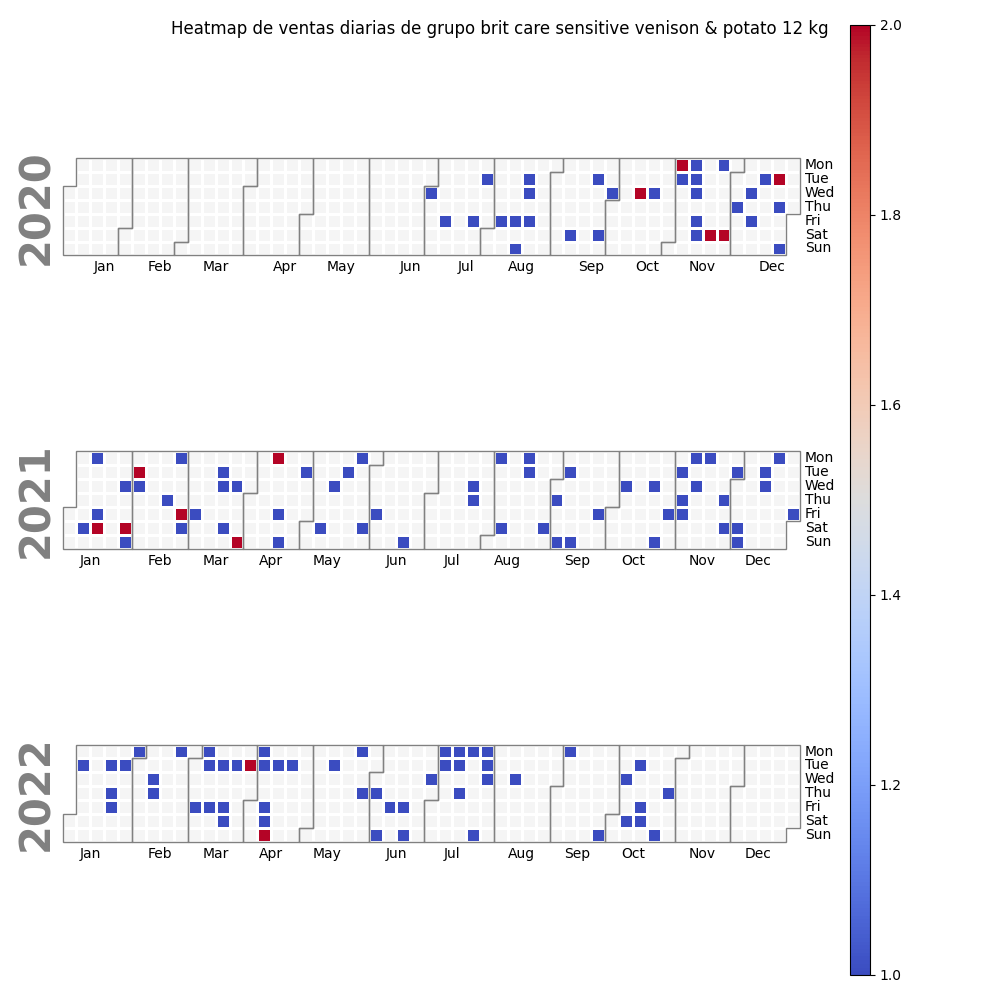 Heatmap de ventas diarias de grupo brit care sensitive venison & potato 12 kg
2.0
1.8
1.6
1.4
1.2
1.0
2020
Mon
Tue
Wed
Thu
Fri
Sat
Sun
Jan Feb Mar Apr May Jun Jul Aug Sep Oct Nov Dec
2021
Mon
Tue
Wed
Thu
Fri
Sat
Sun
Jan Feb Mar Apr May Jun Jul Aug Sep Oct Nov Dec
2022
Mon
Tue
Wed
Thu
Fri
Sat
Sun
Jan Feb Mar Apr May Jun Jul Aug Sep Oct Nov Dec